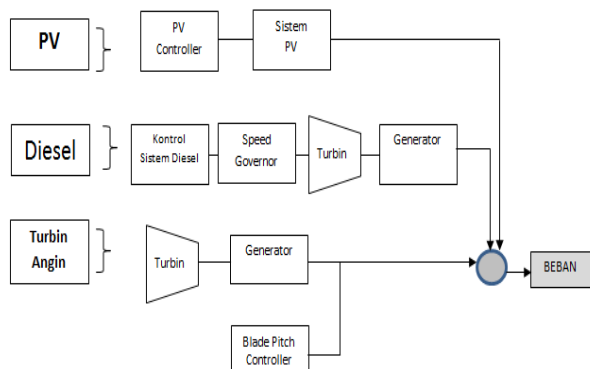 PV
PV
Controller
Sistem
PV
Diesel
Kontrol
Sistem Diesel
Speed
Governor
Turbin
Generator
Turbin
Angin
Turbin
Generator
BEBAN
Blade Pitch
Controller